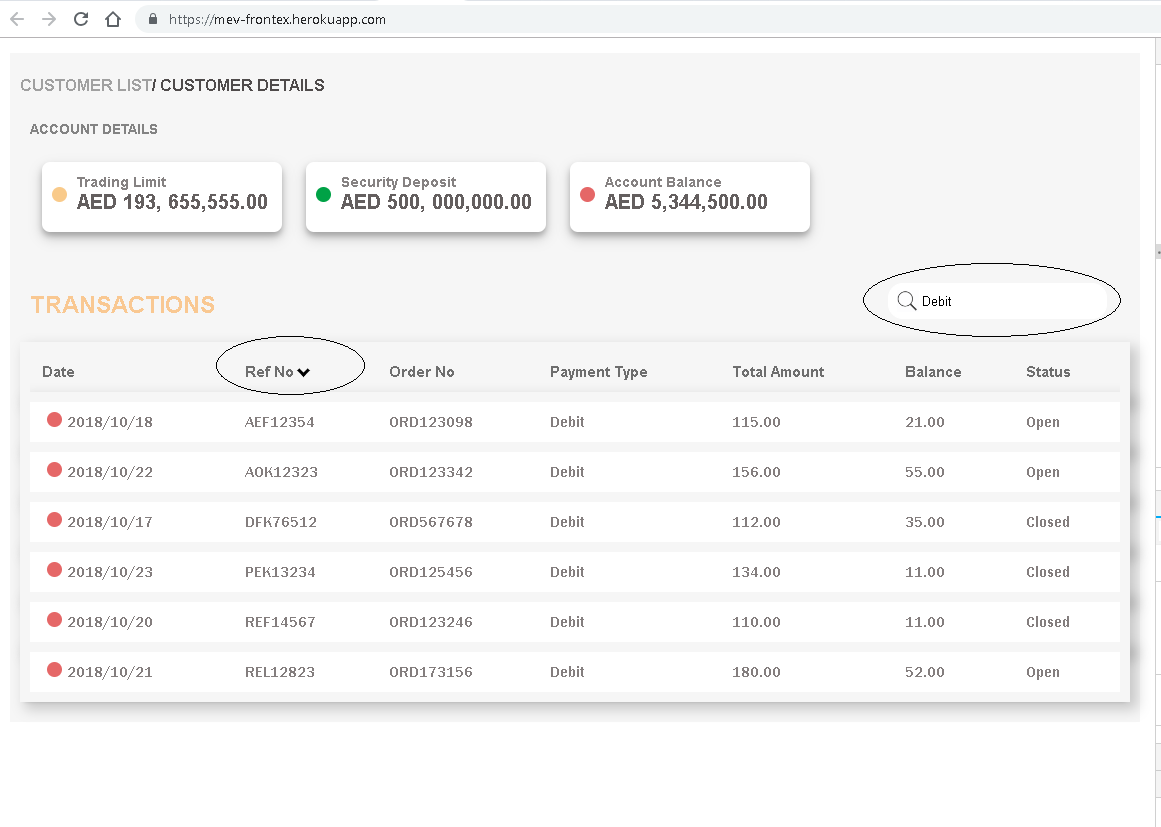 https://mev-frontex.herokuapp.com
CUSTOMER LIST/ CUSTOMER DETAILS
ACCOUNT DETAILS
Trading Limit Security Deposit Account Balance
AED 193, 655,555.00 AED 500, 000,000.00 AED 5,344,500.00
TRANSACTIONS Debit
Date Ref No Order No Payment Type Total Amount Balance Status
2018/10/18 AEF12354 ORD123098 Debit 115.00 21.00 Open
2018/10/22 AOK12323 ORD123342 Debit 156.00 55.00 Open
2018/10/17 DFK76512 ORD567678 Debit 112.00 35.00 Closed
2018/10/23 PEK13234 ORD125456 Debit 134.00 11.00 Closed
2018/10/20 REF14567 ORD123246 Debit 110.00 11.00 Closed
2018/10/21 REL12823 ORD173156 Debit 180.00 52.00 Open